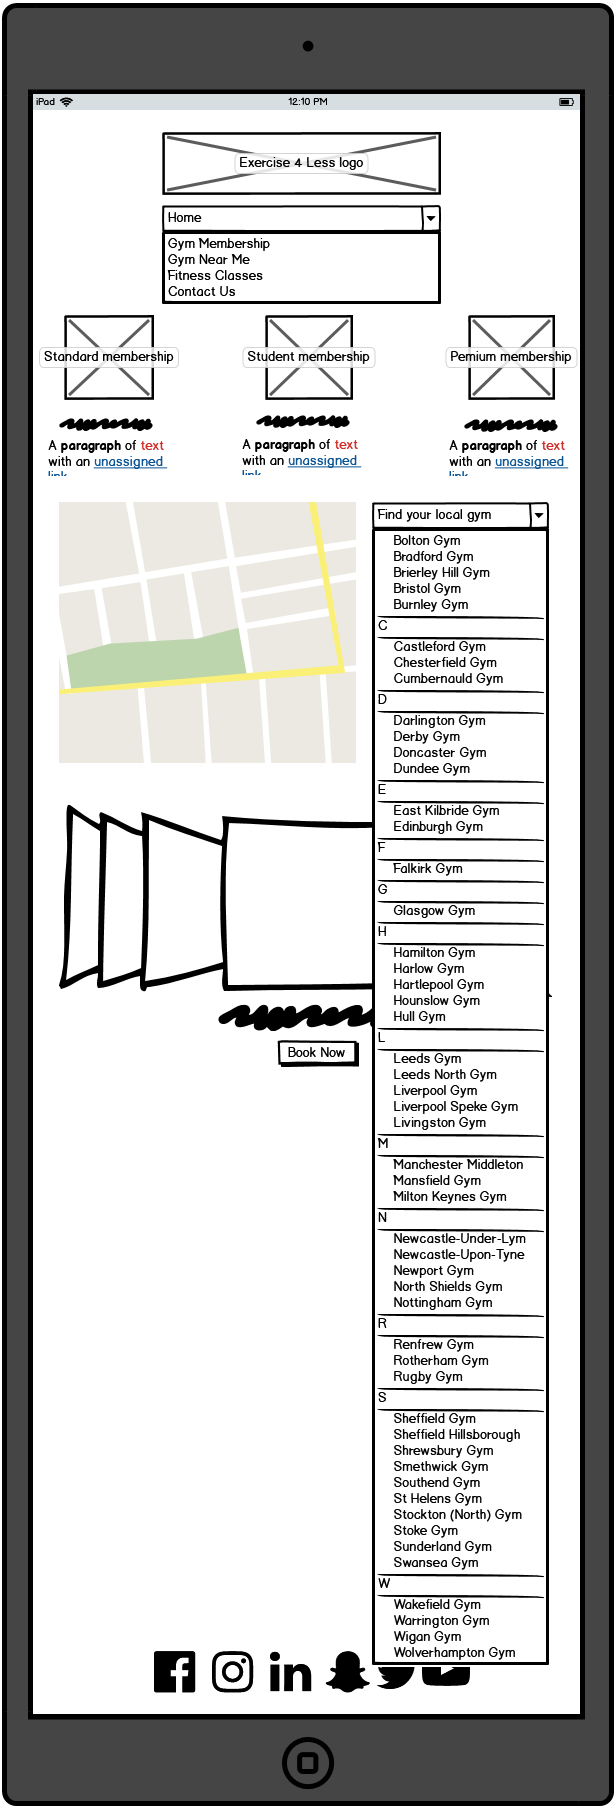 iPad
12:10 PM
Exercise 4 Less logo
Home
Gym Membership
Gym Near Me
Fitness Classes
Contact Us
Standard membership
Student membership
Pemium membership
A paragraph of text
with an unassigned
link
A paragraph of text
with an unassigned
link
A paragraph of text
with an unassigned
link
Find your local gym
Bolton Gym
Bradford Gym
Brierley Hill Gym
Bristol Gym
Burnley Gym
C
Castleford Gym
Chesterfield Gym
Cumbernauld Gym
D
Darlington Gym
Derby Gym
Doncaster Gym
Dundee Gym
E
East Kilbride Gym
Edinburgh Gym
F
Falkirk Gym
G
Glasgow Gym
H
Hamilton Gym
Harlow Gym
Hartlepool Gym
Hounslow Gym
Hull Gym
L
Leeds Gym
Leeds North Gym
Liverpool Gym
Liverpool Speke Gym
Livingston Gym
M
Manchester Middleton
Mansfield Gym
Milton Keynes Gym
N
Newcastle-Under-Lym
Newcastle-Upon-Tyne
Newport Gym
North Shields Gym
Nottingham Gym
R
Renfrew Gym
Rotherham Gym
Rugby Gym
S
Sheffield Gym
Sheffield Hillsborough
Shrewsbury Gym
Smethwick Gym
Southend Gym
St Helens Gym
Stockton (North) Gym
Stoke Gym
Sunderland Gym
Swansea Gym
W
Wakefield Gym
Warrington Gym
Wigan Gym
Wolverhampton Gym
Book Now